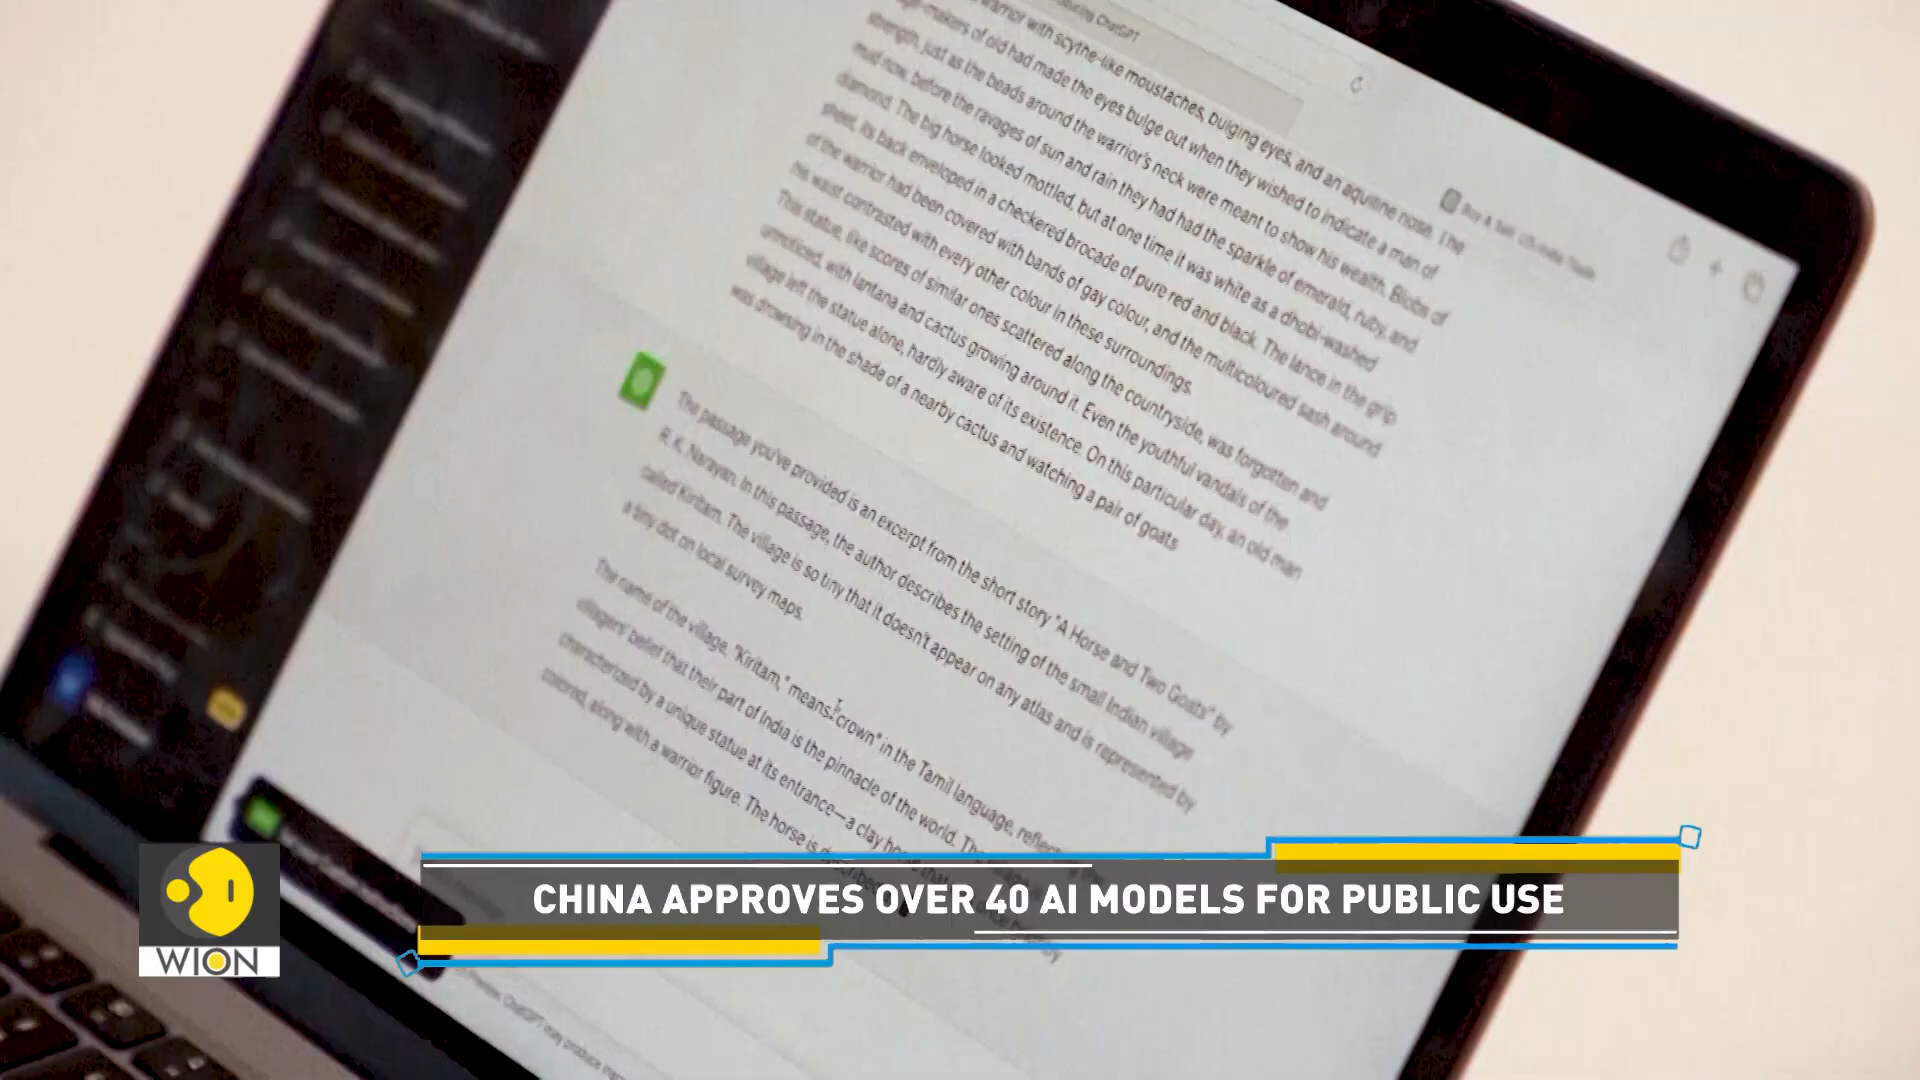 ducing ChatGPT
warrior with scythe-like moustaches, bulging eyes, and an aquiline nose. The
-makers of old had made the eyes bulge out when they wished to indicate a man of
strength, just as the beads around the warrior's neck were meant to show his wealth. Blobs of
mud now, before the ravages of sun and rain they had had the sparkle of emerald, ruby, and
diamond. The big horse looked mottled, but at one time it was white as a dhobi-washed
sheet, its back enveloped in a checkered brocade of pure red and black. The lance in the grip
of the warrior had been covered with bands of gay colour, and the multicoloured sash around
his waist contrasted with every other colour in these surroundings.
This statue, like scores of similar ones scattered along the countryside, was forgotten and
unnoticed, with lantana and cactus growing around it. Even the youthful vandals of the
village left the statue alone, hardly aware of its existence. On this particular day, an old man
was drowsing in the shade of a nearby cactus and watching a pair of goats
The passage you've provided is an excerpt from the short story "A Horse and Two Goats" by
R. K. Narayan. In this passage, the author describes the setting of the small Indian village
called Kiritam. The village is so tiny that it doesn't appear on any atlas and is represented by
a tiny dot on local survey maps.
The name of the village, "Kiritam," means "crown" in the Tamil language, reflecti
villagers' belief that their part of India is the pinnacle of the world. The
characterized by a unique statue at its entrance—a clay ho that
colored, along with a warrior figure. The horse is described
ChatGPT may produce
CHINA APPROVES OVER 40 AI MODELS FOR PUBLIC USE
WION